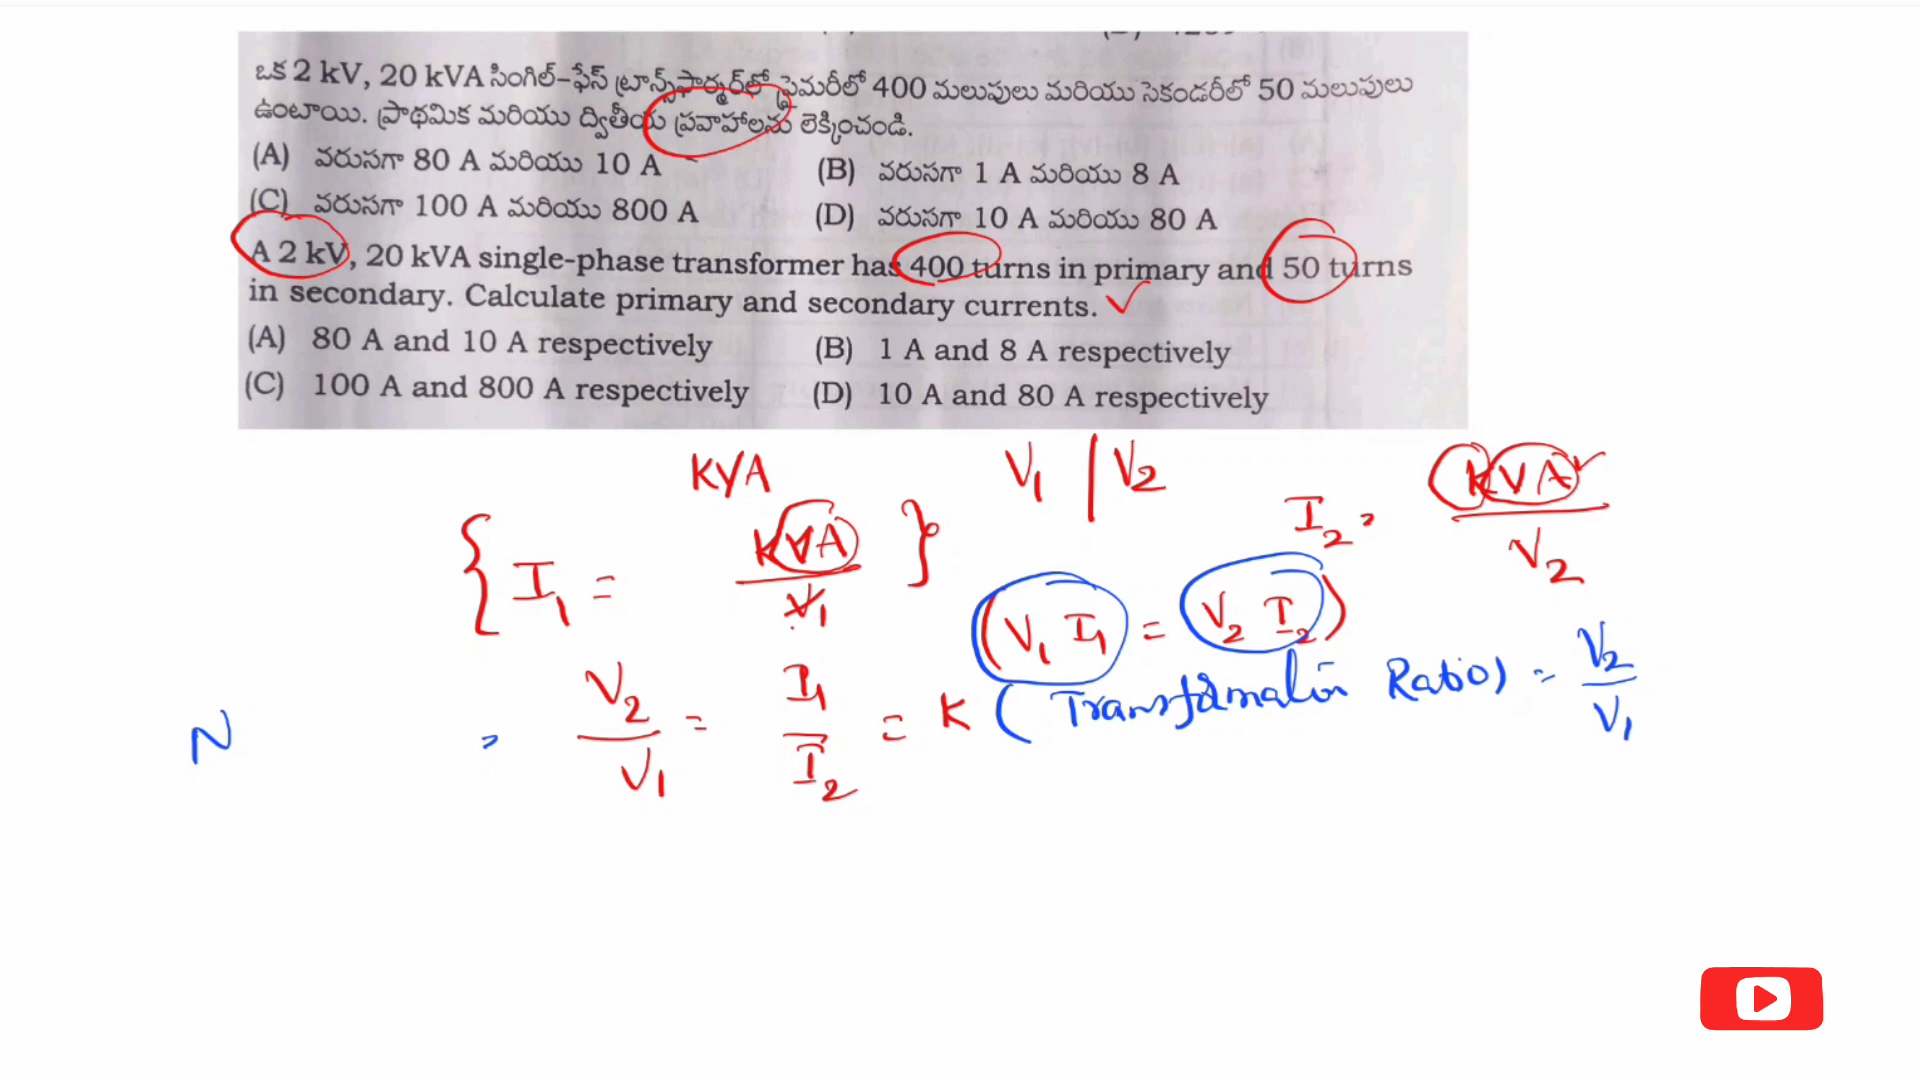 ఒక 2 kV, 20 kVA సింగిల్-ఫేస్ ట్రాన్స్‌ఫార్మర్‌లో ప్రైమరీలో 400 మలుపులు మరియు సెకండరీలో 50 మలుపులు
ఉంటాయి. ప్రాథమిక మరియు ద్వితీయ ప్రవాహాలను లెక్కించండి.
(A) వరుసగా 80 A మరియు 10 A (B) వరుసగా 1 A మరియు 8 A
(C) వరుసగా 100 A మరియు 800 A (D) వరుసగా 10 A మరియు 80 A
A 2 kV, 20 kVA single-phase transformer has 400 turns in primary and 50 turns
in secondary. Calculate primary and secondary currents.
(A) 80 A and 10 A respectively (B) 1 A and 8 A respectively
(C) 100 A and 800 A respectively (D) 10 A and 80 A respectively
KVA V1 | V2
{ I1 = KVA / V1 } I2 = KVA / V2
(V1 I1 = V2 I2)
N = V2 / V1 = I1 / I2 = K (Transformation Ratio) = V2 / V1